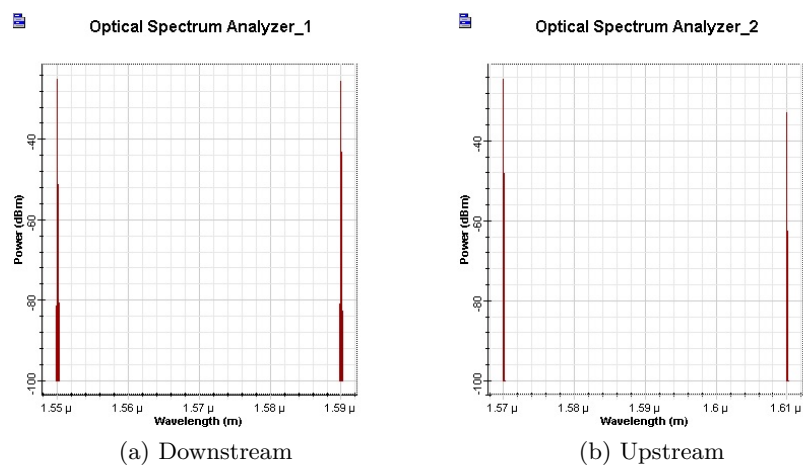 Optical Spectrum Analyzer_1
Power (dBm)
-40
-60
-80
-100
1.55 µ 1.56 µ 1.57 µ 1.58 µ 1.59 µ
Wavelength (m)
(a) Downstream
Optical Spectrum Analyzer_2
Power (dBm)
-40
-60
-80
-100
1.57 µ 1.58 µ 1.59 µ 1.6 µ 1.61 µ
Wavelength (m)
(b) Upstream